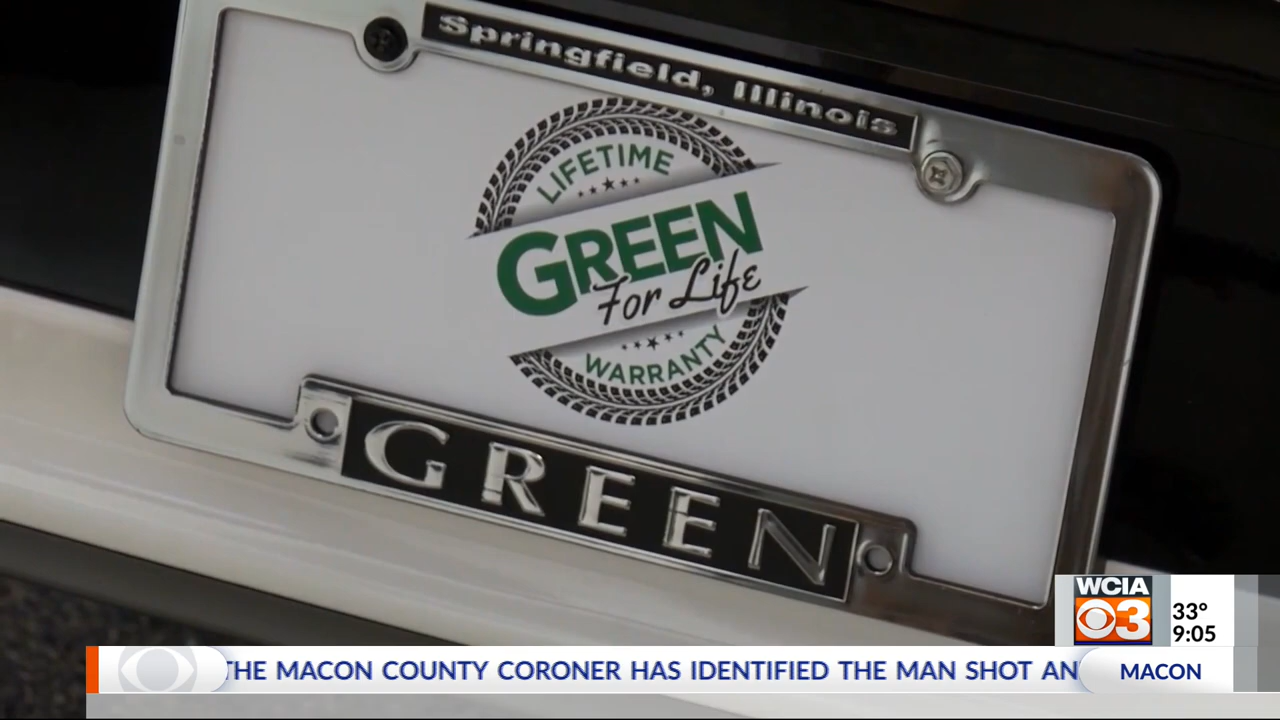 Springfield, Illinois
LIFETIME
GREEN
For Life
WARRANTY
GREEN
WCIA
3
33°
9:05
THE MACON COUNTY CORONER HAS IDENTIFIED THE MAN SHOT AN
MACON